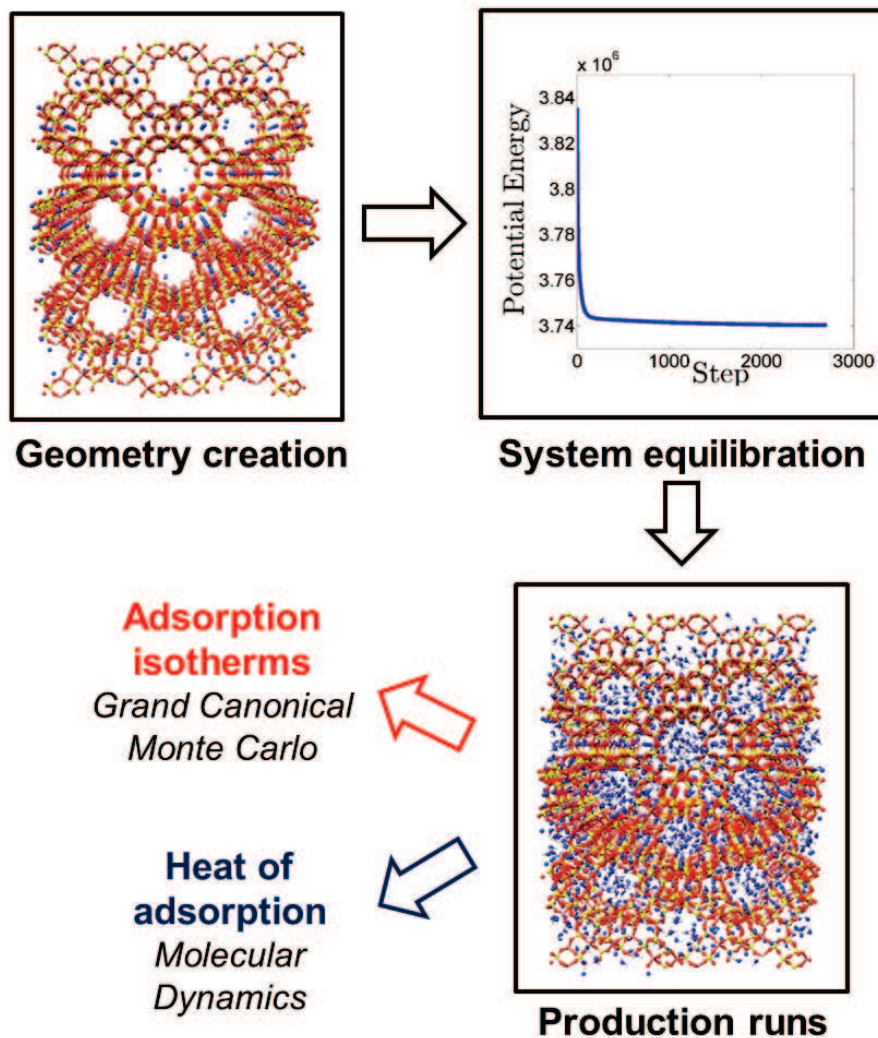 Geometry creation
x 10^6
3.84
3.82
3.8
3.78
3.76
3.74
Potential Energy
0
1000
2000
3000
Step
System equilibration
Adsorption
isotherms
Grand Canonical
Monte Carlo
Heat of
adsorption
Molecular
Dynamics
Production runs